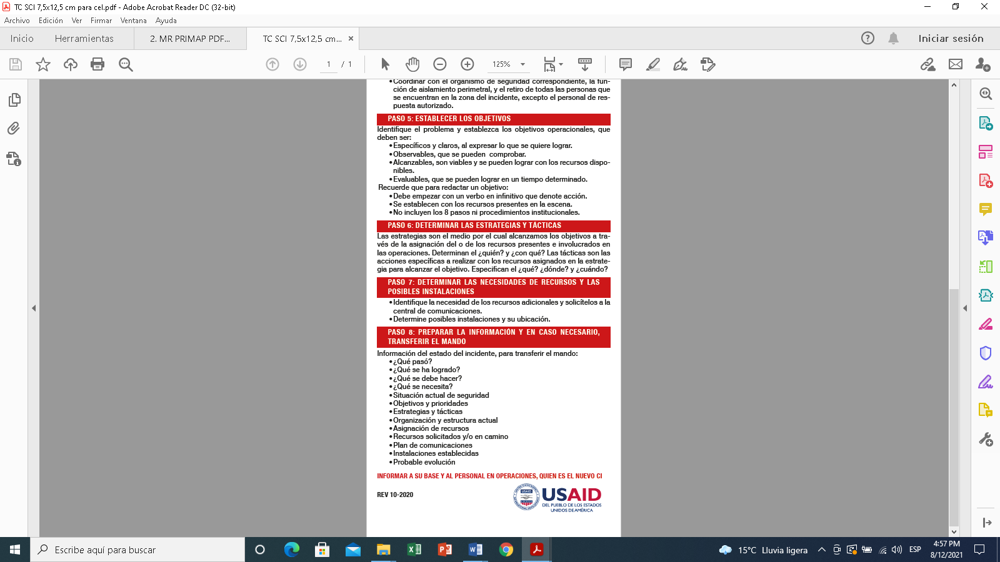 TC SCI 7,5x12,5 cm para cel.pdf - Adobe Acrobat Reader DC (32-bit)
Archivo Edición Ver Firmar Ventana Ayuda
Inicio Herramientas 2. MR PRIMAP PDF... TC SCI 7,5x12,5 cm... × Iniciar sesión
1 / 1 125%
•Coordinar con el organismo de seguridad correspondiente, la fun-
ción de aislamiento perimetral, y el retiro de todas las personas que
se encuentran en la zona del incidente, excepto el personal de res-
puesta autorizado.
PASO 5: ESTABLECER LOS OBJETIVOS
Identifique el problema y establezca los objetivos operacionales, que
deben ser:
•Específicos y claros, al expresar lo que se quiere lograr.
•Observables, que se pueden comprobar.
•Alcanzables, son viables y se pueden lograr con los recursos dispo-
nibles.
•Evaluables, que se pueden lograr en un tiempo determinado.
Recuerde que para redactar un objetivo:
•Debe empezar con un verbo en infinitivo que denote acción.
•Se establecen con los recursos presentes en la escena.
•No incluyen los 8 pasos ni procedimientos institucionales.
PASO 6: DETERMINAR LAS ESTRATEGIAS Y TÁCTICAS
Las estrategias son el medio por el cual alcanzamos los objetivos a tra-
vés de la asignación del o de los recursos presentes e involucrados en
las operaciones. Determinan el ¿quién? y ¿con qué? Las tácticas son las
acciones específicas a realizar con los recursos asignados en la estrate-
gia para alcanzar el objetivo. Especifican el ¿qué? ¿dónde? y ¿cuándo?
PASO 7: DETERMINAR LAS NECESIDADES DE RECURSOS Y LAS
POSIBLES INSTALACIONES
•Identifique la necesidad de los recursos adicionales y solicítelos a la
central de comunicaciones.
•Determine posibles instalaciones y su ubicación.
PASO 8: PREPARAR LA INFORMACIÓN Y EN CASO NECESARIO,
TRANSFERIR EL MANDO
Información del estado del incidente, para transferir el mando:
•¿Qué pasó?
•¿Qué se ha logrado?
•¿Qué se debe hacer?
•¿Qué se necesita?
•Situación actual de seguridad
•Objetivos y prioridades
•Estrategias y tácticas
•Organización y estructura actual
•Asignación de recursos
•Recursos solicitados y/o en camino
•Plan de comunicaciones
•Instalaciones establecidas
•Probable evolución
INFORMAR A SU BASE Y AL PERSONAL EN OPERACIONES, QUIEN ES EL NUEVO CI
REV 10-2020
USAID
USAID
DEL PUEBLO DE LOS ESTADOS
UNIDOS DE AMÉRICA
Escribe aquí para buscar
15°C Lluvia ligera ESP
4:57 PM
8/12/2021